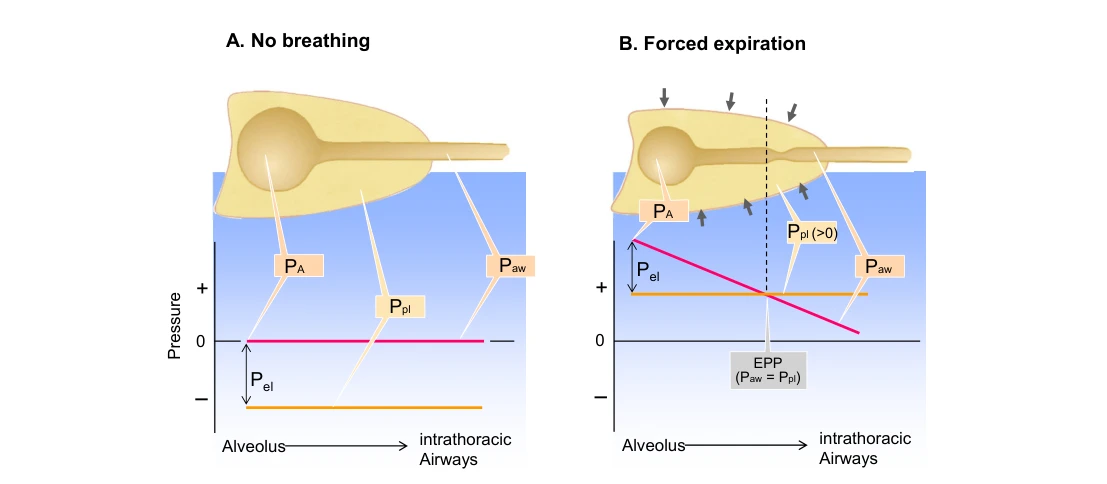 A. No breathing
PA
Paw
Ppl
Pressure
+
0
–
Pel
Alveolus
intrathoracic
Airways
B. Forced expiration
PA
Ppl (>0)
Paw
Pel
+
0
–
EPP
(Paw = Ppl)
Alveolus
intrathoracic
Airways